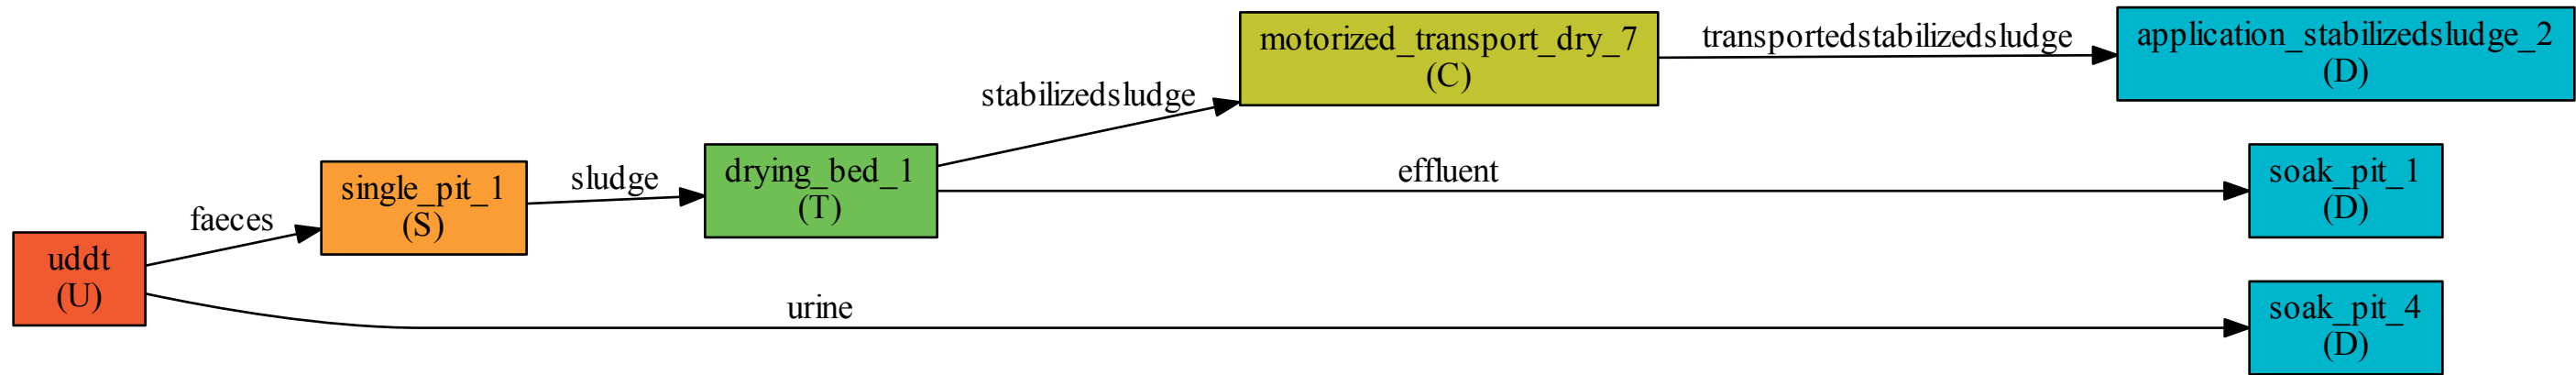 uddt
(U)
faeces
single_pit_1
(S)
sludge
drying_bed_1
(T)
stabilizedsludge
motorized_transport_dry_7
(C)
transportedstabilizedsludge
application_stabilizedsludge_2
(D)
effluent
soak_pit_1
(D)
urine
soak_pit_4
(D)